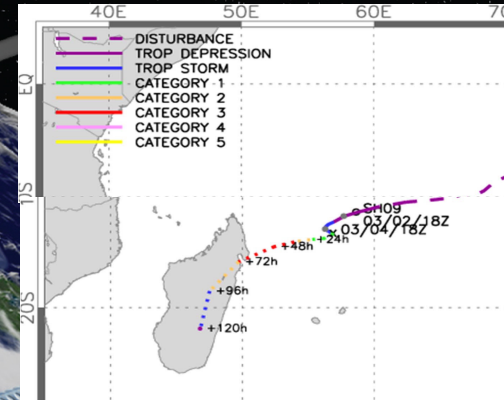 40E 50E 60E 70
DISTURBANCE
TROP DEPRESSION
TROP STORM
CATEGORY 1
CATEGORY 2
CATEGORY 3
CATEGORY 4
CATEGORY 5
EQ
0S
SH09
03/02/18Z
03/04/18Z
+24h
+48h
+72h
+96h
20S
+120h